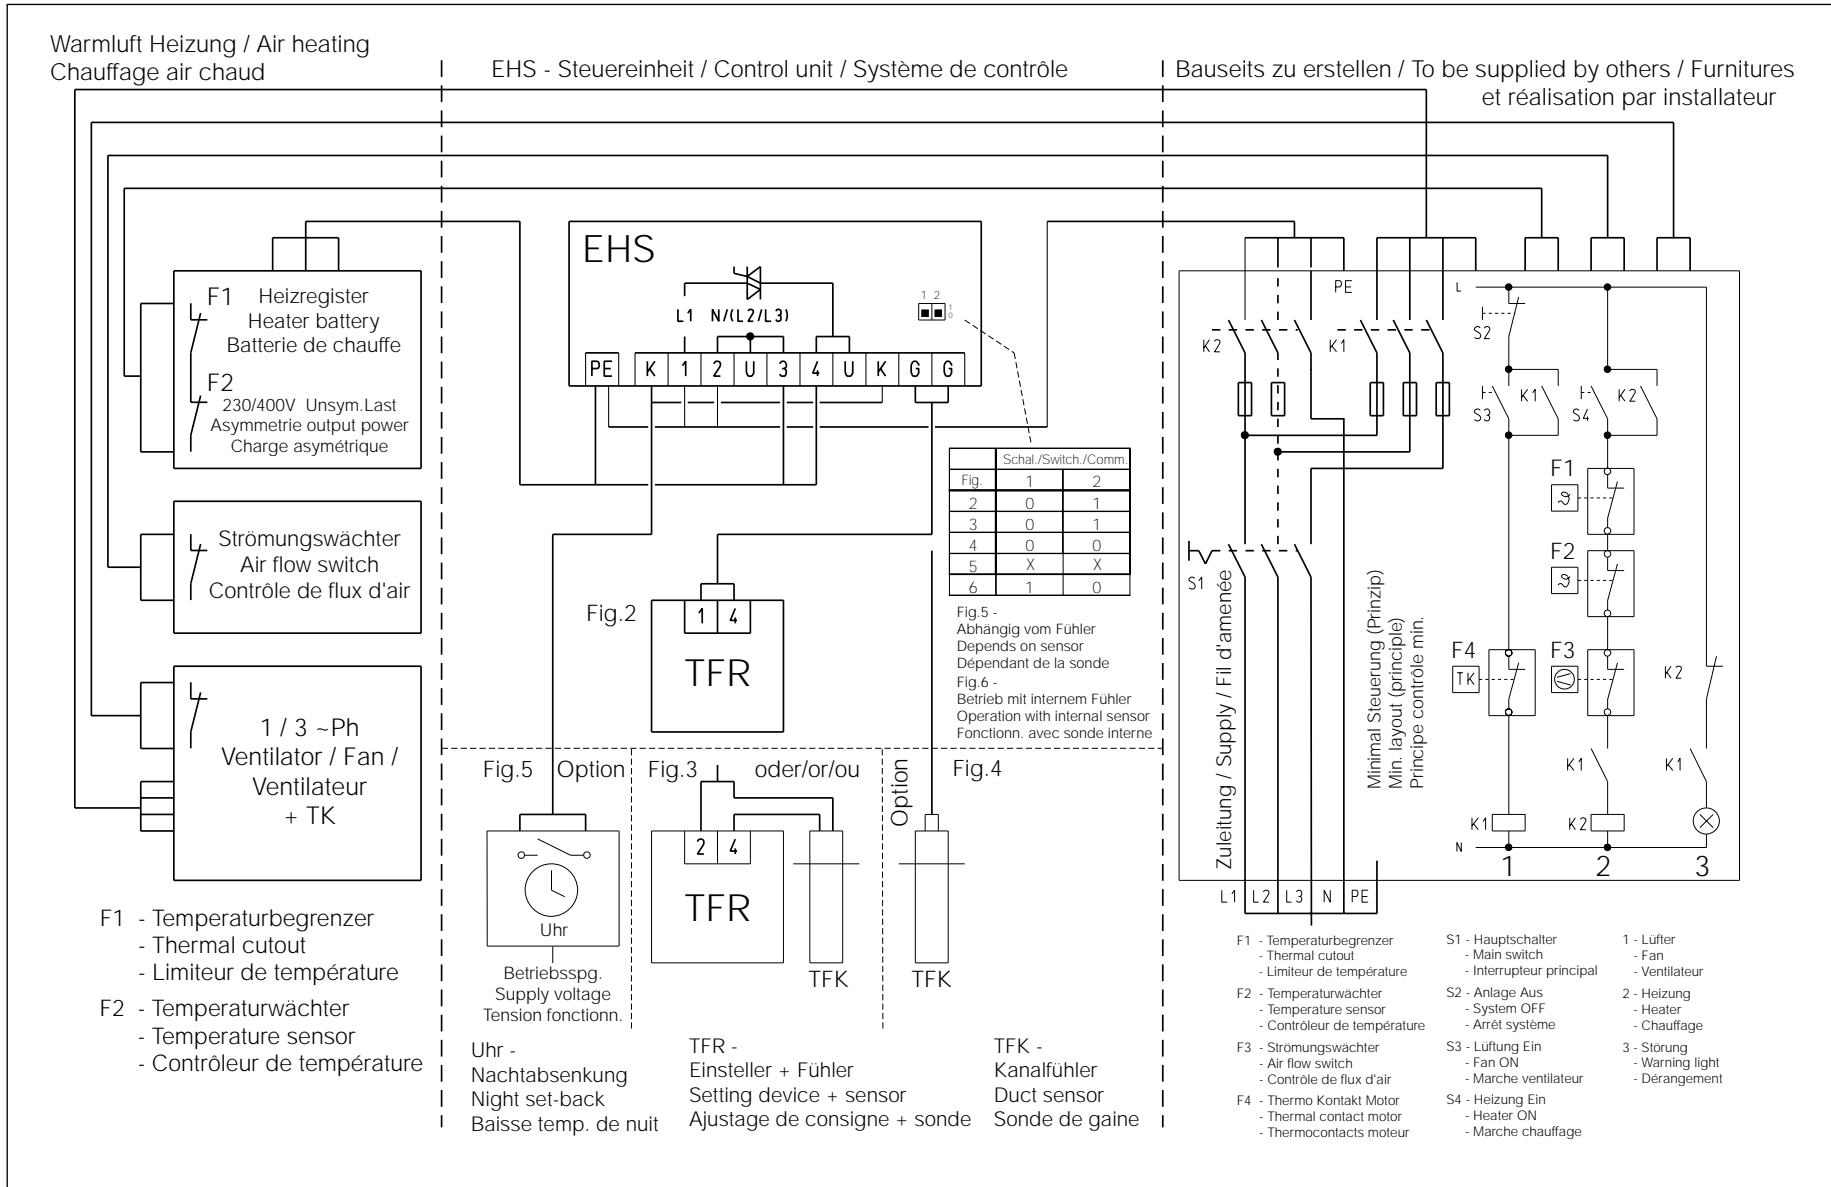 Warmluft Heizung / Air heating
Chauffage air chaud
EHS - Steuereinheit / Control unit / Système de contrôle
Bauseits zu erstellen / To be supplied by others / Furnitures
et réalisation par installateur
F1 Heizregister
Heater battery
Batterie de chauffe
F2
230/400V Unsym.Last
Asymmetrie output power
Charge asymétrique
Strömungswächter
Air flow switch
Contrôle de flux d'air
1 / 3 ~Ph
Ventilator / Fan /
Ventilateur
+ TK
F1 - Temperaturbegrenzer
- Thermal cutout
- Limiteur de température
F2 - Temperaturwächter
- Temperature sensor
- Contrôleur de température
EHS
L1 N/(L2/L3)
1 2
1
0
PE K 1 2 U 3 4 U K G G
Schal./Switch./Comm.
Fig. 1 2
2 0 1
3 0 1
4 0 0
5 X X
6 1 0
Fig.5 -
Abhängig vom Fühler
Depends on sensor
Dépendant de la sonde
Fig.6 -
Betrieb mit internem Fühler
Operation with internal sensor
Fonctionn. avec sonde interne
Fig.2
1 4
TFR
Fig.5 Option
Uhr
Betriebsspg.
Supply voltage
Tension fonctionn.
Fig.3 oder/or/ou
2 4
TFR
TFK
Option
Fig.4
TFK
Uhr -
Nachtabsenkung
Night set-back
Baisse temp. de nuit
TFR -
Einsteller + Fühler
Setting device + sensor
Ajustage de consigne + sonde
TFK -
Kanalfühler
Duct sensor
Sonde de gaine
PE
L
K2
K1
S2
S3
K1
S4
K2
S1
F1
ϑ
F2
ϑ
F4
TK
F3
K2
K1
K1
K1
K2
N
1 2 3
Zuleitung / Supply / Fil d'amenée
Minimal Steuerung (Prinzip)
Min. layout (principle)
Principe contrôle min.
L1 L2 L3 N PE
F1 - Temperaturbegrenzer
- Thermal cutout
- Limiteur de température
F2 - Temperaturwächter
- Temperature sensor
- Contrôleur de température
F3 - Strömungswächter
- Air flow switch
- Contrôle de flux d'air
F4 - Thermo Kontakt Motor
- Thermal contact motor
- Thermocontacts moteur
S1 - Hauptschalter
- Main switch
- Interrupteur principal
S2 - Anlage Aus
- System OFF
- Arrêt système
S3 - Lüftung Ein
- Fan ON
- Marche ventilateur
S4 - Heizung Ein
- Heater ON
- Marche chauffage
1 - Lüfter
- Fan
- Ventilateur
2 - Heizung
- Heater
- Chauffage
3 - Störung
- Warning light
- Dérangement